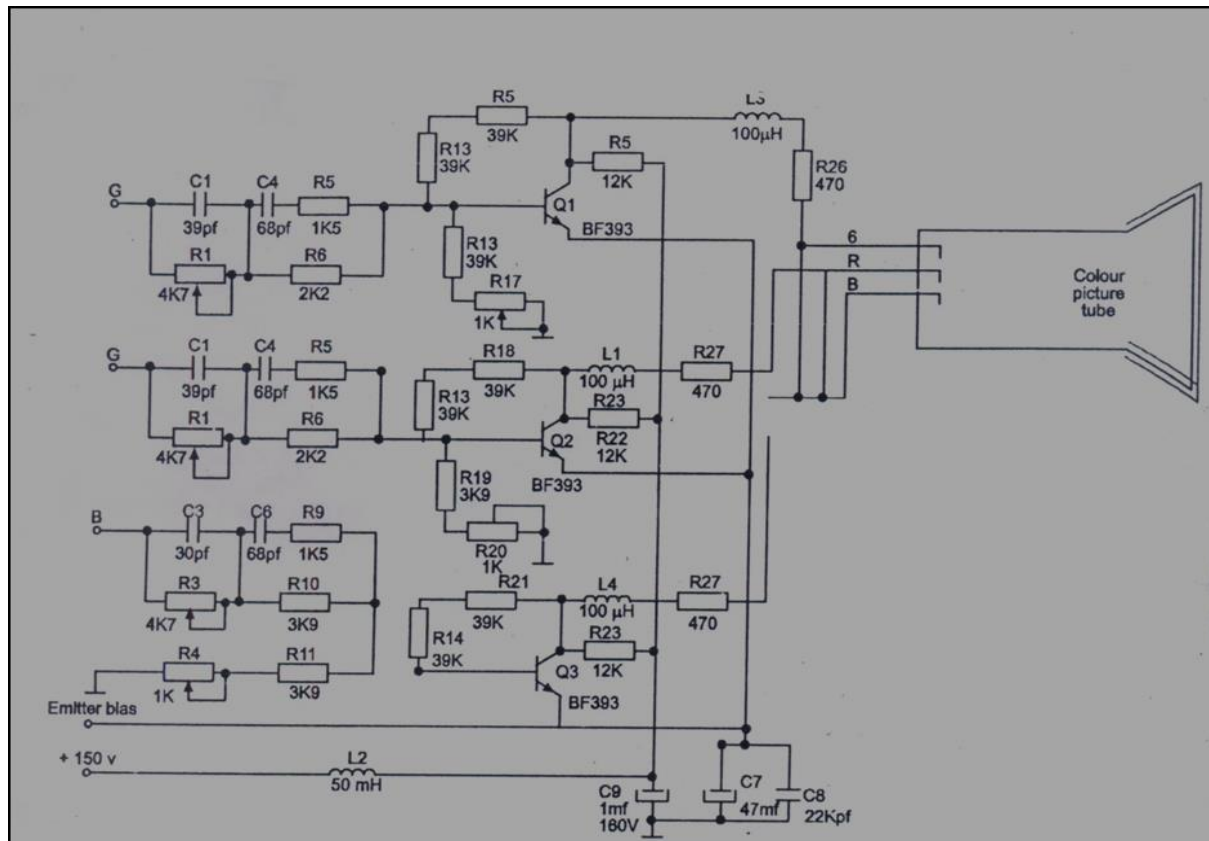 R5
39K
L3
100μH
R13
39K
R5
12K
R26
470
G
C1
39pf
C4
68pf
R5
1K5
Q1
BF393
R1
4K7
R6
2K2
R13
39K
R17
1K
6
R
B
Colour
picture
tube
G
C1
39pf
C4
68pf
R5
1K5
R18
39K
L1
100 μH
R27
470
R13
39K
R23
R22
12K
Q2
BF393
R1
4K7
R6
2K2
R19
3K9
R20
1K
B
C3
30pf
C6
68pf
R9
1K5
R21
39K
L4
100 μH
R27
470
R3
4K7
R10
3K9
R14
39K
R23
12K
Q3
BF393
R4
1K
R11
3K9
Emitter bias
+ 150 v
L2
50 mH
C9
1mf
160V
C7
47mf
C8
22Kpf